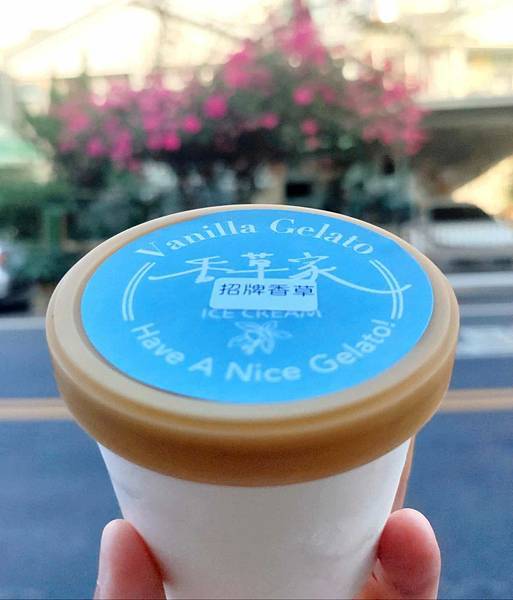 Vanilla Gelato
香草家
招牌香草
ICE CREAM
Have A Nice Gelato!